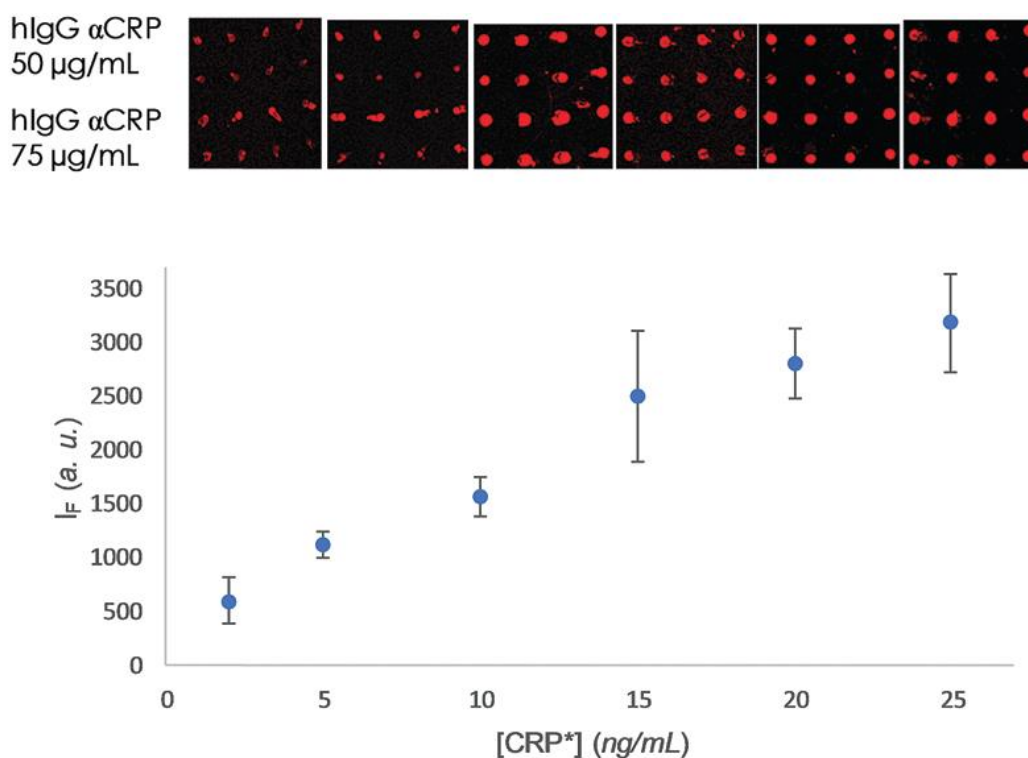 hIgG αCRP
50 µg/mL
hIgG αCRP
75 µg/mL
3500
3000
2500
2000
1500
1000
500
0
I_F (a. u.)
0 5 10 15 20 25
[CRP*] (ng/mL)